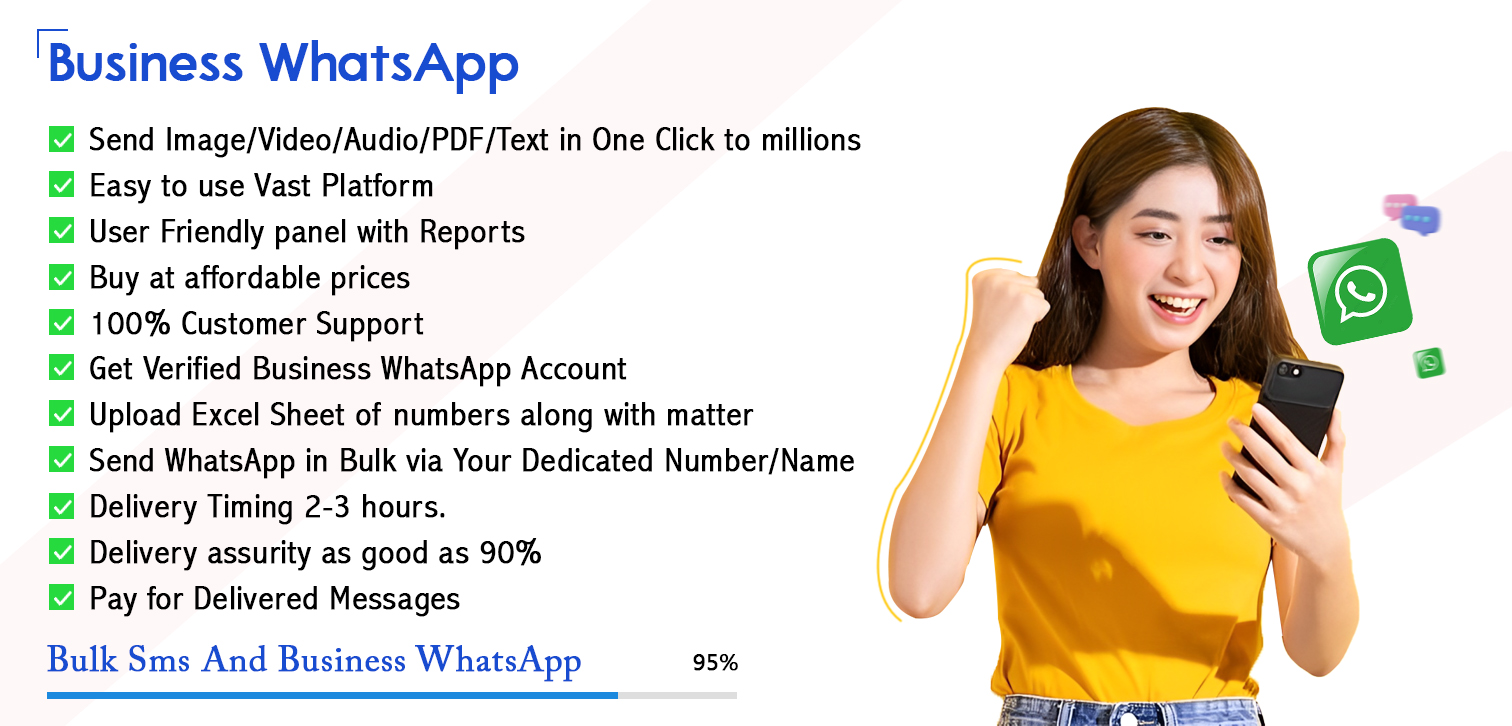 Business WhatsApp
Send Image/Video/Audio/PDF/Text in One Click to millions
Easy to use Vast Platform
User Friendly panel with Reports
Buy at affordable prices
100% Customer Support
Get Verified Business WhatsApp Account
Upload Excel Sheet of numbers along with matter
Send WhatsApp in Bulk via Your Dedicated Number/Name
Delivery Timing 2-3 hours.
Delivery assurity as good as 90%
Pay for Delivered Messages
Bulk Sms And Business WhatsApp 95%